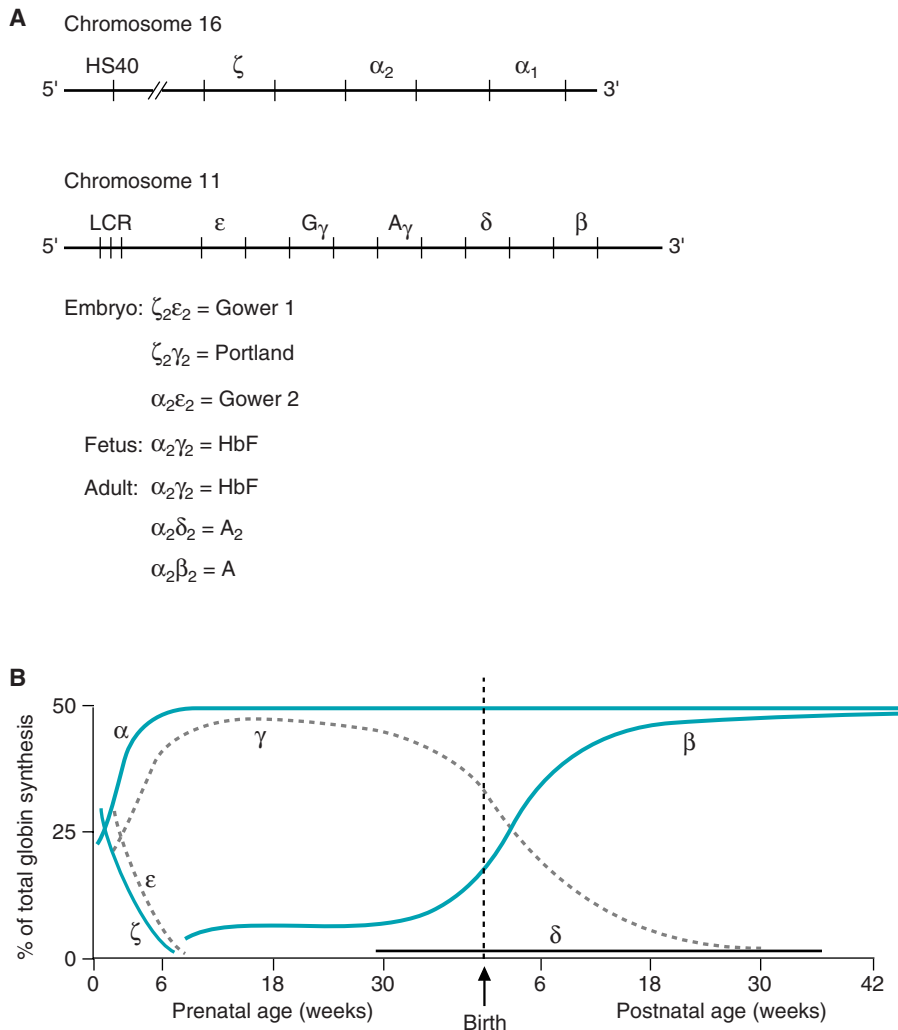 A
Chromosome 16
HS40 ζ α₂ α₁
5' 3'
Chromosome 11
LCR ε Gγ Aγ δ β
5' 3'
Embryo: ζ₂ε₂ = Gower 1
ζ₂γ₂ = Portland
α₂ε₂ = Gower 2
Fetus: α₂γ₂ = HbF
Adult: α₂γ₂ = HbF
α₂δ₂ = A₂
α₂β₂ = A
B
% of total globin synthesis
50
25
0
α
γ
β
ε
ζ
δ
0 6 18 30 6 18 30 42
Prenatal age (weeks) Postnatal age (weeks)
Birth